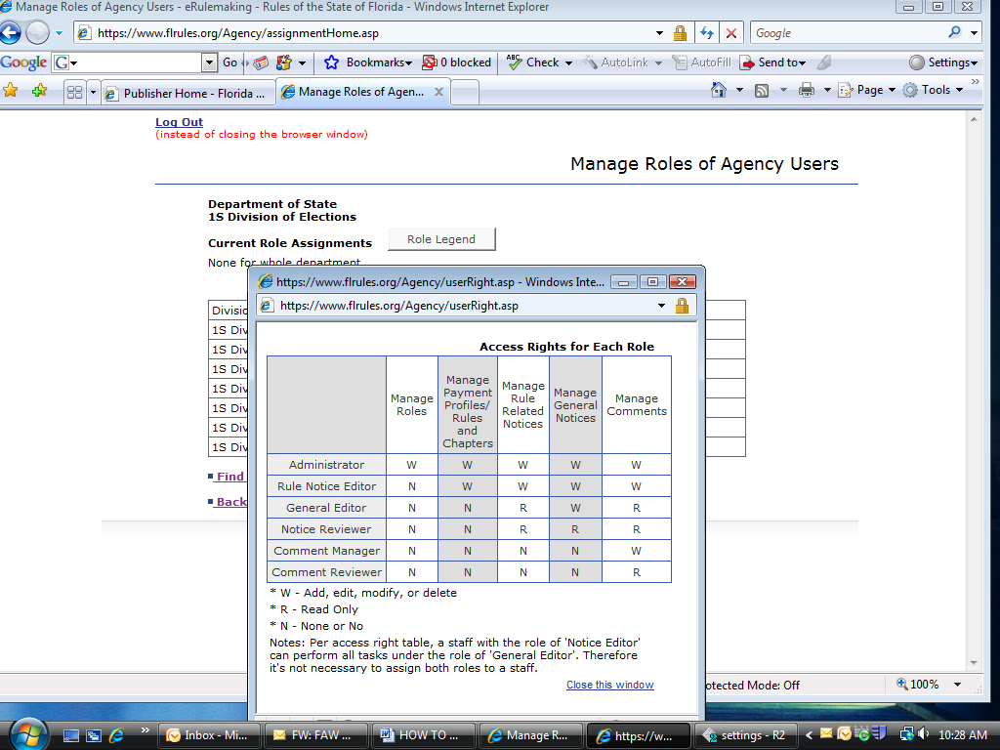 Manage Roles of Agency Users - eRulemaking - Rules of the State of Florida - Windows Internet Explorer
https://www.flrules.org/Agency/assignmentHome.asp
Google
Google G Go Bookmarks 0 blocked ABC Check AutoLink AutoFill Send to Settings
Publisher Home - Florida ... Manage Roles of Agen... Page Tools
Log Out
(instead of closing the browser window)
Manage Roles of Agency Users
Department of State
1S Division of Elections
Current Role Assignments Role Legend
None for whole department
https://www.flrules.org/Agency/userRight.asp - Windows Inte...
https://www.flrules.org/Agency/userRight.asp
Divisio
1S Div
1S Div
1S Div
1S Div
1S Div
1S Div
1S Div
Find
Back
Access Rights for Each Role
Manage Roles Manage Payment Profiles/ Rules and Chapters Manage Rule Related Notices Manage General Notices Manage Comments
Administrator W W W W W
Rule Notice Editor N W W W W
General Editor N N R W R
Notice Reviewer N N R R R
Comment Manager N N N N W
Comment Reviewer N N N N R
* W - Add, edit, modify, or delete
* R - Read Only
* N - None or No
Notes: Per access right table, a staff with the role of 'Notice Editor'
can perform all tasks under the role of 'General Editor'. Therefore
it's not necessary to assign both roles to a staff.
Close this window
otected Mode: Off 100%
Inbox - Mi... FW: FAW ... HOW TO ... Manage R... https://w... settings - R2 10:28 AM